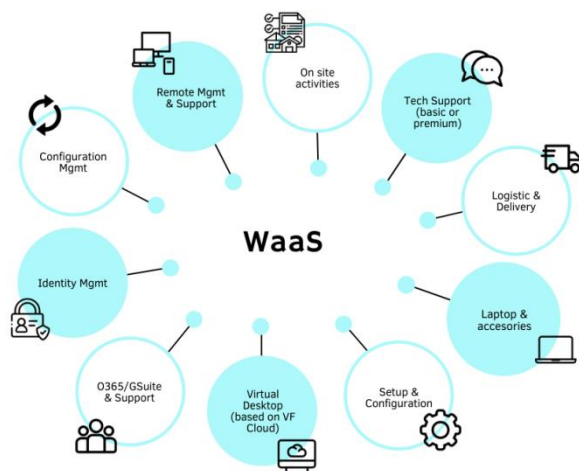 On site
activities
Remote Mgmt
& Support
Tech Support
(basic or
premium)
Configuration
Mgmt
Logistic &
Delivery
WaaS
Identity Mgmt
Laptop &
accesories
O365/GSuite
& Support
Virtual
Desktop
(based on VF
Cloud)
Setup &
Configuration